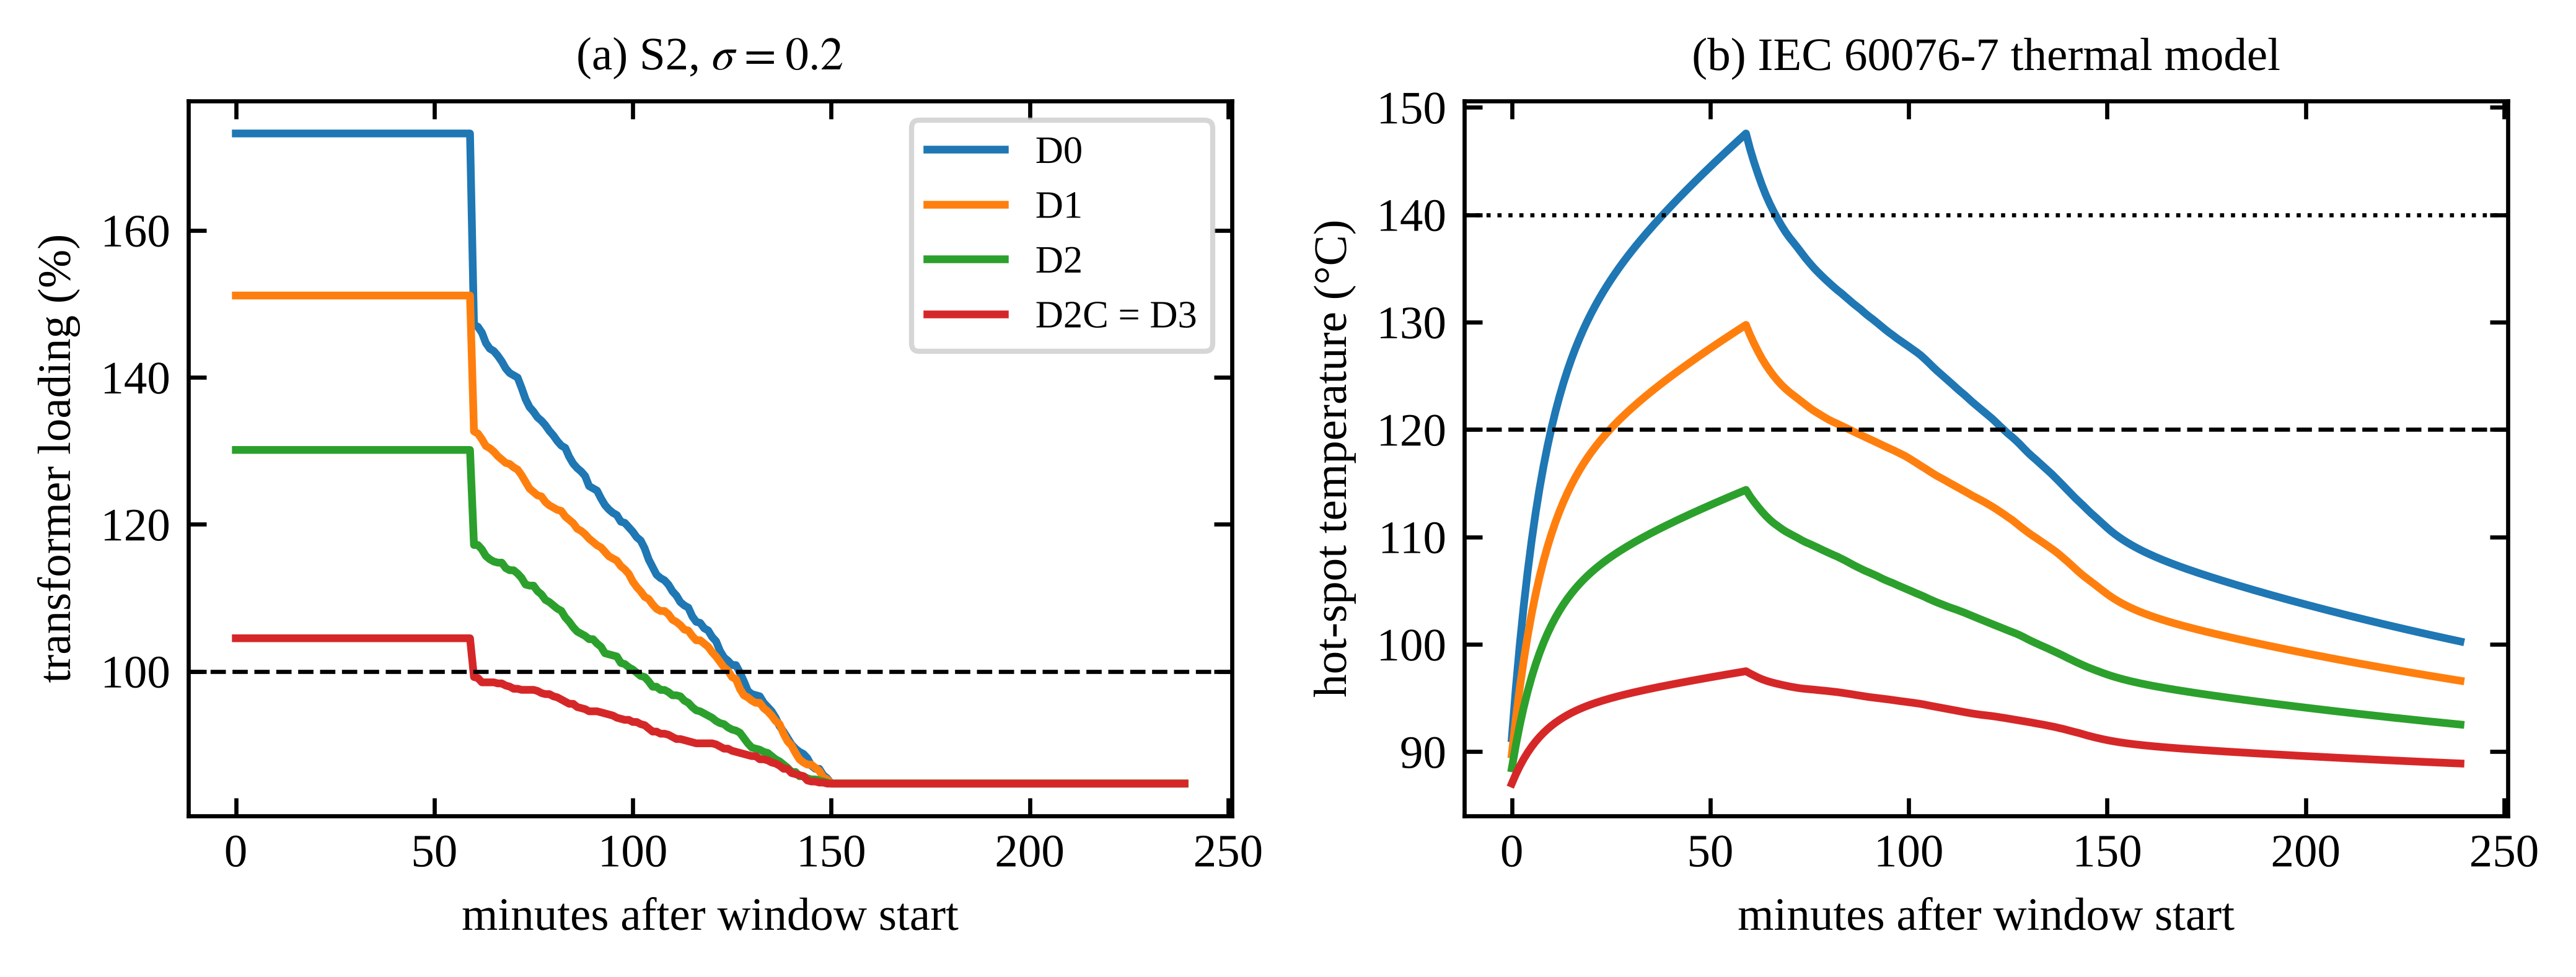 (a) S2, σ = 0.2
transformer loading (%)
160
140
120
100
0 50 100 150 200 250
minutes after window start
D0
D1
D2
D2C = D3
(b) IEC 60076-7 thermal model
hot-spot temperature (°C)
150
140
130
120
110
100
90
0 50 100 150 200 250
minutes after window start